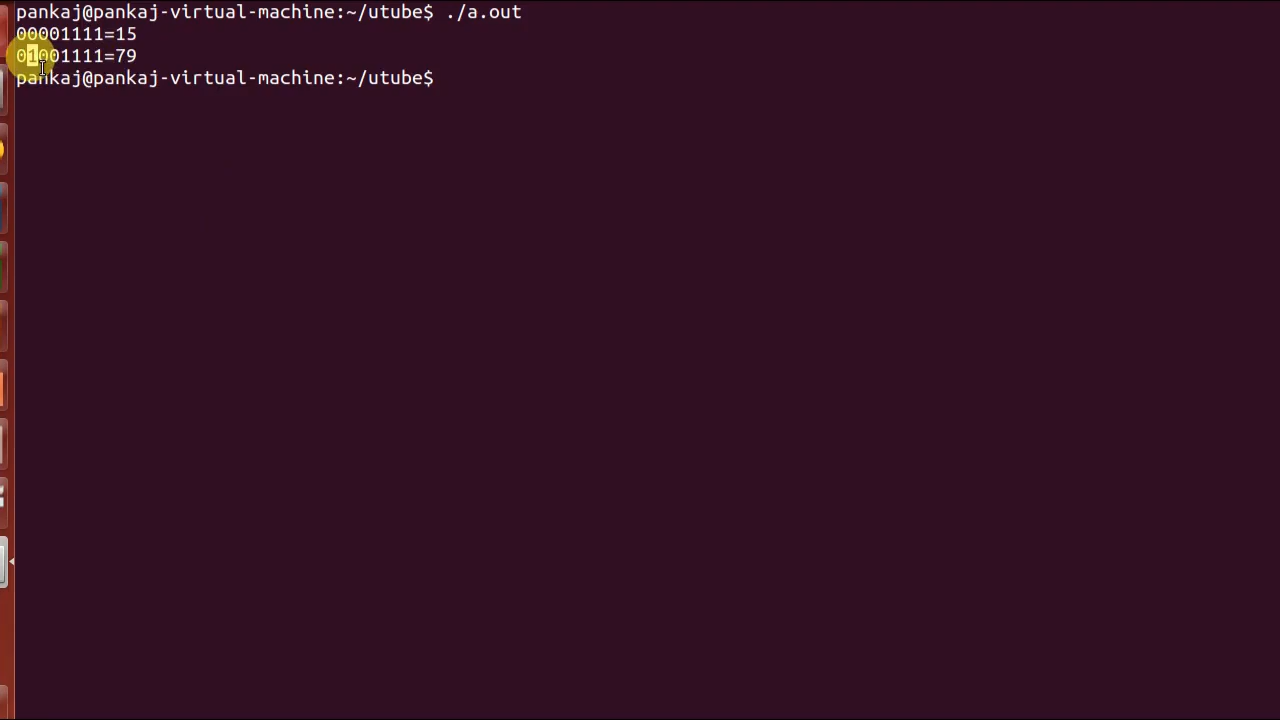 pankaj@pankaj-virtual-machine:~/utube$ ./a.out
00001111=15
01001111=79
pankaj@pankaj-virtual-machine:~/utube$